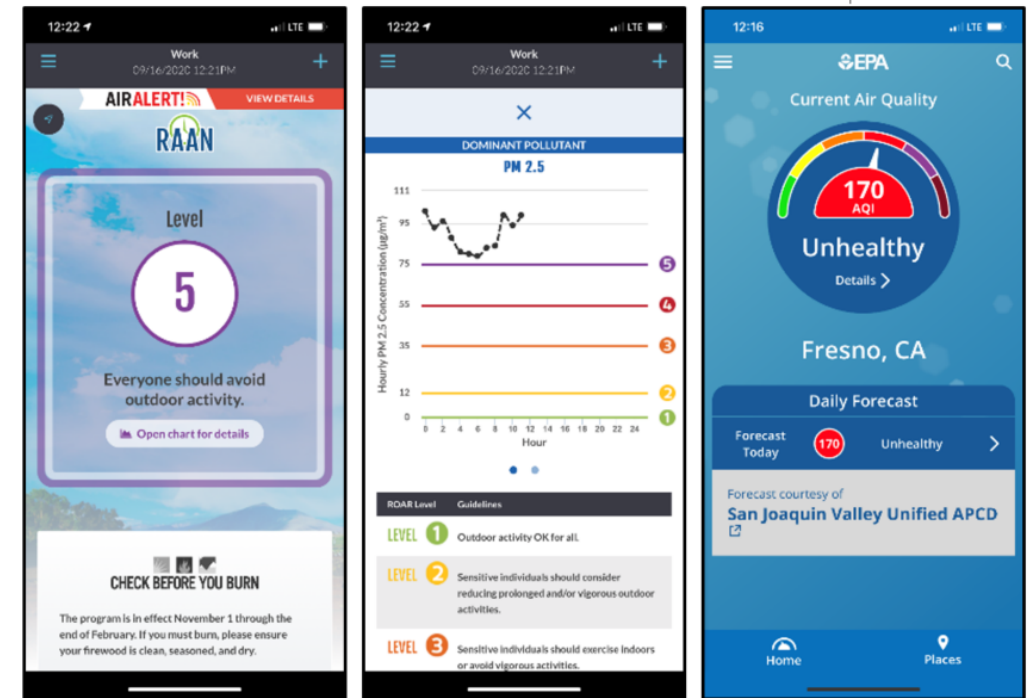 12:22
LTE
Work
09/16/2020 12:21PM
AIRALERT!
VIEW DETAILS
RAAN
Level
5
Everyone should avoid
outdoor activity.
Open chart for details
CHECK BEFORE YOU BURN
The program is in effect November 1 through the
end of February. If you must burn, please ensure
your firewood is clean, seasoned, and dry.
12:22
LTE
Work
09/16/2020 12:21PM
DOMINANT POLLUTANT
PM 2.5
Hourly PM 2.5 Concentration (µg/m³)
111
95
75
5
55
4
35
3
12
2
0
1
0 2 4 6 8 10 12 14 16 18 20 22 24
Hour
ROAR Level Guidelines
LEVEL 1 Outdoor activity OK for all.
LEVEL 2 Sensitive individuals should consider
reducing prolonged and/or vigorous outdoor
activities.
LEVEL 3 Sensitive individuals should exercise indoors
or avoid vigorous activities.
12:16
LTE
EPA
Current Air Quality
170
AQI
Unhealthy
Details
Fresno, CA
Daily Forecast
Forecast
Today
170
Unhealthy
Forecast courtesy of
San Joaquin Valley Unified APCD
Home
Places